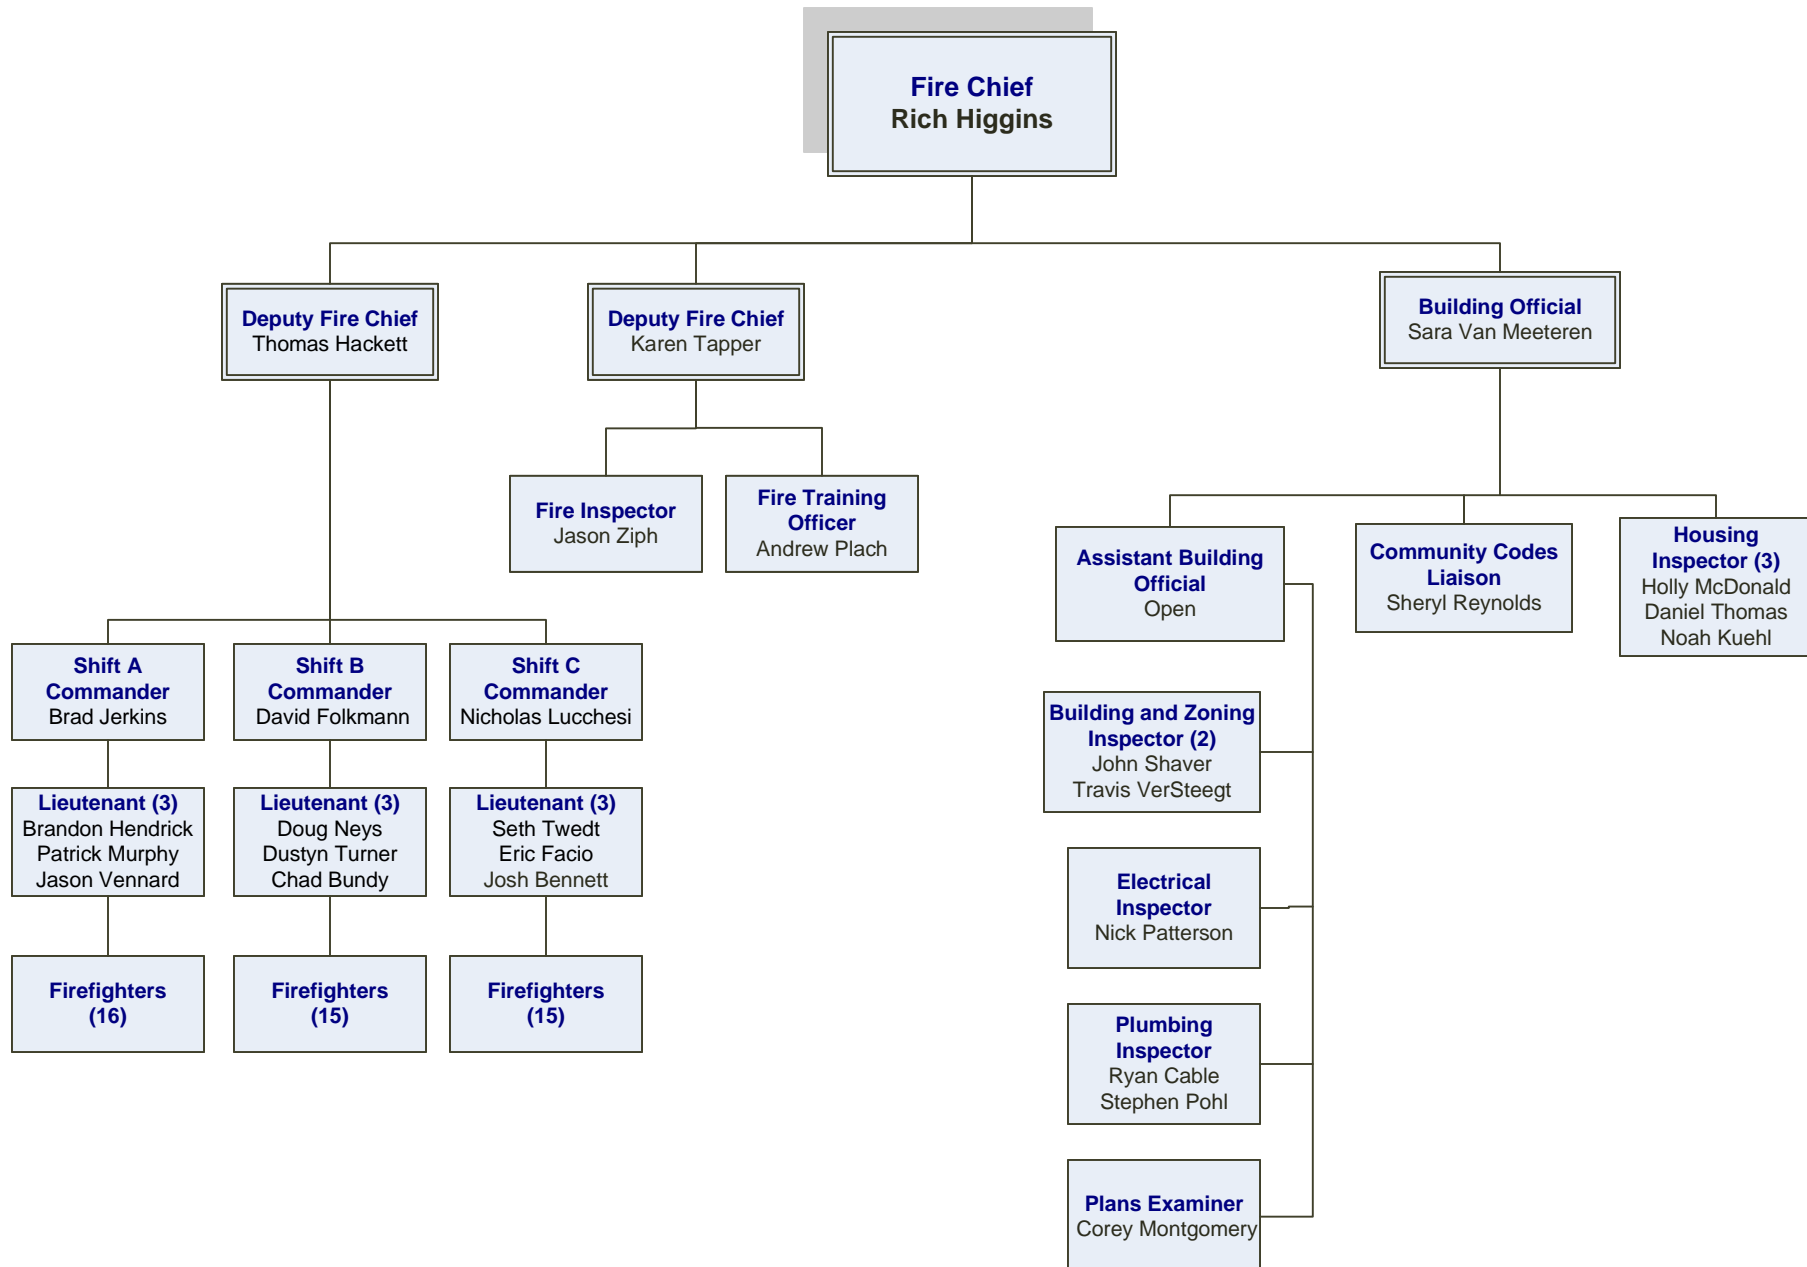 Fire Chief
Rich Higgins
Deputy Fire Chief
Thomas Hackett
Deputy Fire Chief
Karen Tapper
Building Official
Sara Van Meeteren
Fire Inspector
Jason Ziph
Fire Training
Officer
Andrew Plach
Assistant Building
Official
Open
Community Codes
Liaison
Sheryl Reynolds
Housing
Inspector (3)
Holly McDonald
Daniel Thomas
Noah Kuehl
Shift A
Commander
Brad Jerkins
Shift B
Commander
David Folkmann
Shift C
Commander
Nicholas Lucchesi
Building and Zoning
Inspector (2)
John Shaver
Travis VerSteegt
Lieutenant (3)
Brandon Hendrick
Patrick Murphy
Jason Vennard
Lieutenant (3)
Doug Neys
Dustyn Turner
Chad Bundy
Lieutenant (3)
Seth Twedt
Eric Facio
Josh Bennett
Electrical
Inspector
Nick Patterson
Firefighters
(16)
Firefighters
(15)
Firefighters
(15)
Plumbing
Inspector
Ryan Cable
Stephen Pohl
Plans Examiner
Corey Montgomery